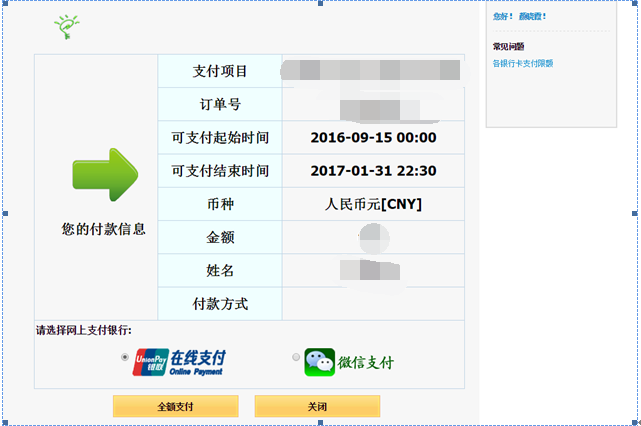 您好! 颜晓霞!
常见问题
各银行卡支付限额
支付项目
订单号
可支付起始时间 2016-09-15 00:00
可支付结束时间 2017-01-31 22:30
币种 人民币元[CNY]
您的付款信息
金额
姓名
付款方式
请选择网上支付银行:
UnionPay 银联 在线支付 Online Payment
微信支付
全额支付 关闭